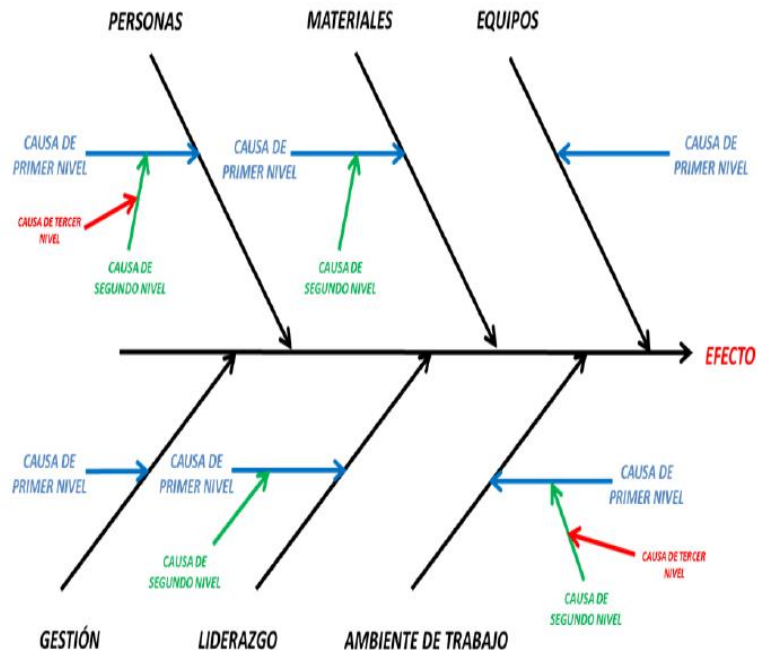 PERSONAS
MATERIALES
EQUIPOS
CAUSA DE
PRIMER NIVEL
CAUSA DE
PRIMER NIVEL
CAUSA DE
PRIMER NIVEL
CAUSA DE TERCER
NIVEL
CAUSA DE
SEGUNDO NIVEL
CAUSA DE
SEGUNDO NIVEL
EFECTO
CAUSA DE
PRIMER NIVEL
CAUSA DE
PRIMER NIVEL
CAUSA DE
PRIMER NIVEL
CAUSA DE
SEGUNDO NIVEL
CAUSA DE TERCER
NIVEL
CAUSA DE
SEGUNDO NIVEL
GESTIÓN
LIDERAZGO
AMBIENTE DE TRABAJO